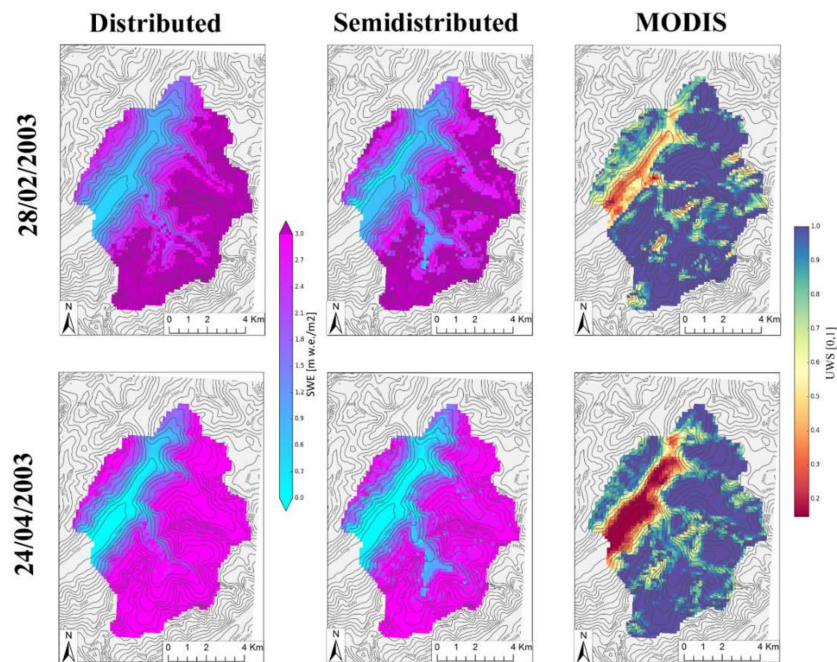 Distributed Semidistributed MODIS
28/02/2003
N
0 1 2 4 Km
N
0 1 2 4 Km
N
0 1 2 4 Km
3.0
2.7
2.4
2.1
1.8
1.5
1.2
0.9
0.6
0.3
0.0
SWE [m w.e./m2]
1.0
0.9
0.8
0.7
0.6
0.5
0.4
0.3
0.2
UWS [0,1]
24/04/2003
N
0 1 2 4 Km
N
0 1 2 4 Km
N
0 1 2 4 Km